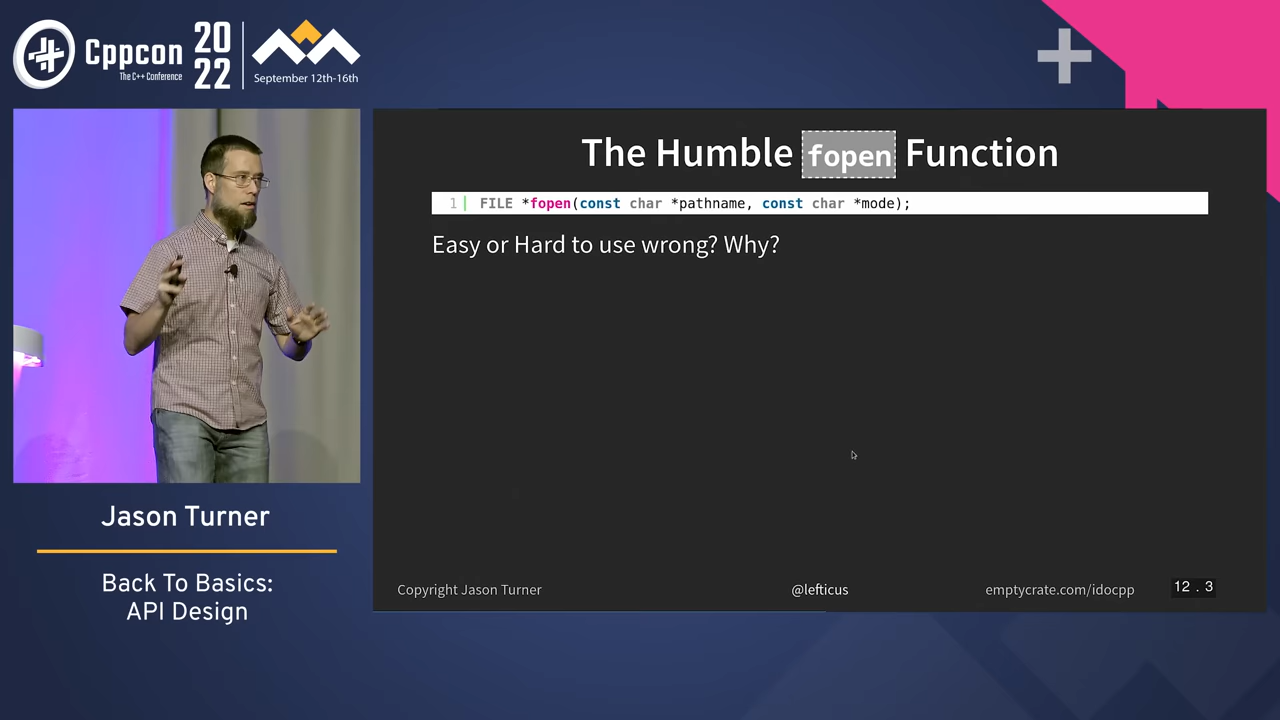 Cppcon
The C++ Conference
20
22
September 12th-16th
The Humble fopen Function
1 FILE *fopen(const char *pathname, const char *mode);
Easy or Hard to use wrong? Why?
Jason Turner
Back To Basics:
API Design
Copyright Jason Turner
@lefticus
emptycrate.com/idocpp
12 . 3